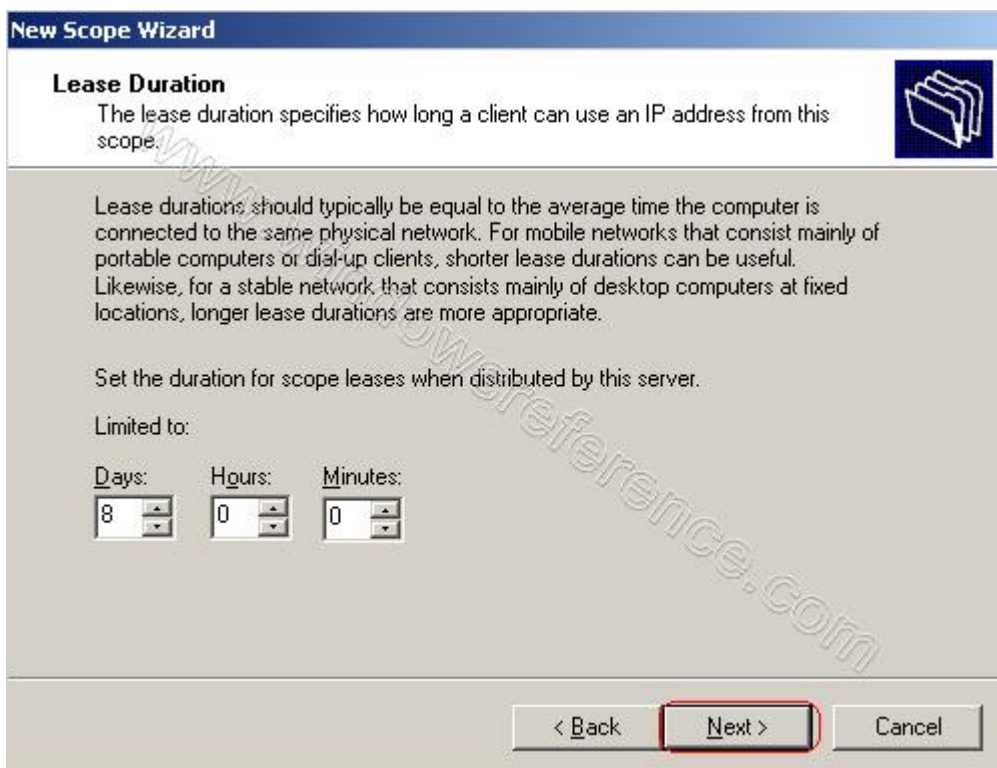 New Scope Wizard
Lease Duration
The lease duration specifies how long a client can use an IP address from this
scope.
Lease durations should typically be equal to the average time the computer is
connected to the same physical network. For mobile networks that consist mainly of
portable computers or dial-up clients, shorter lease durations can be useful.
Likewise, for a stable network that consists mainly of desktop computers at fixed
locations, longer lease durations are more appropriate.
Set the duration for scope leases when distributed by this server.
Limited to:
Days: Hours: Minutes:
8 0 0
< Back Next > Cancel
www.windowsreference.com